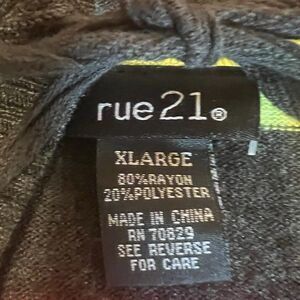 rue21®
XLARGE
80%RAYON
20%POLYESTER
MADE IN CHINA
RN 70829
SEE REVERSE
FOR CARE